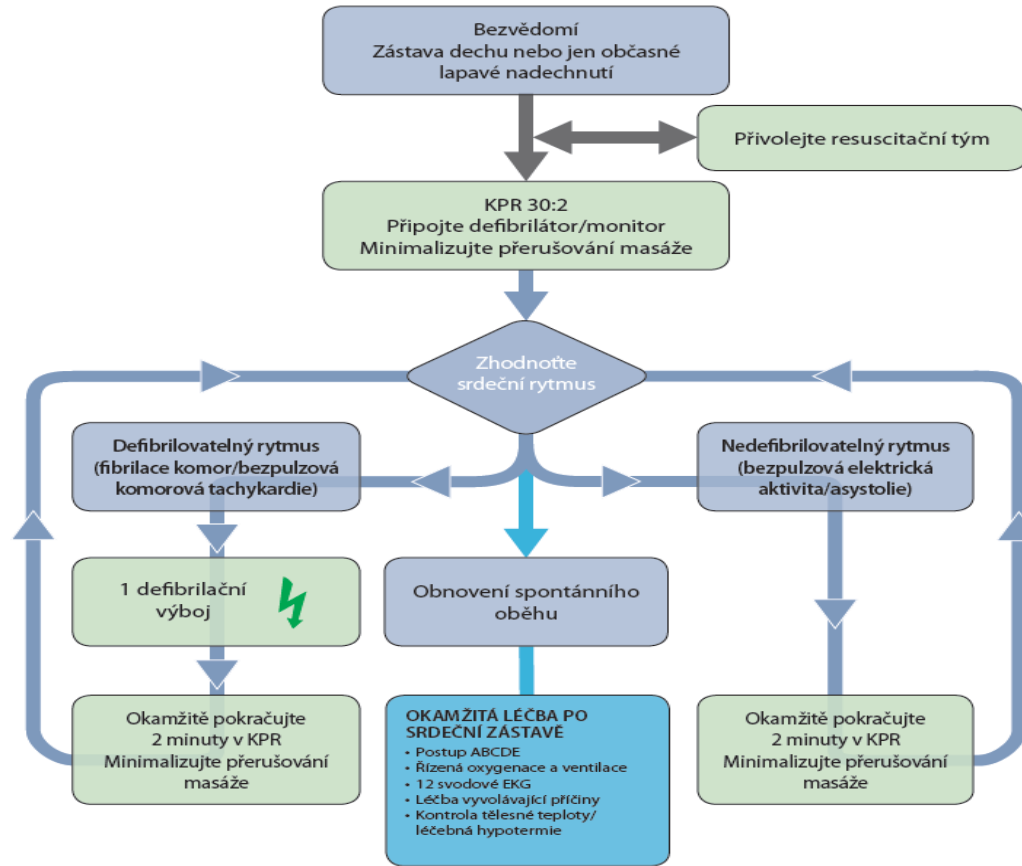 Bezvědomí
Zástava dechu nebo jen občasné
lapavé nadechnutí
Přivolejte resuscitační tým
KPR 30:2
Připojte defibrilátor/monitor
Minimalizujte přerušování masáže
Zhodnoťte
srdeční rytmus
Defibrilovatelný rytmus
(fibrilace komor/bezpulzová
komorová tachykardie)
Nedefibrilovatelný rytmus
(bezpulzová elektrická
aktivita/asystolie)
1 defibrilační
výboj
Obnovení spontánního
oběhu
Okamžitě pokračujte
2 minuty v KPR
Minimalizujte přerušování
masáže
OKAMŽITÁ LÉČBA PO
SRDEČNÍ ZÁSTAVĚ
• Postup ABCDE
• Řízená oxygenace a ventilace
• 12 svodové EKG
• Léčba vyvolávající příčiny
• Kontrola tělesné teploty/
léčebná hypotermie
Okamžitě pokračujte
2 minuty v KPR
Minimalizujte přerušování
masáže